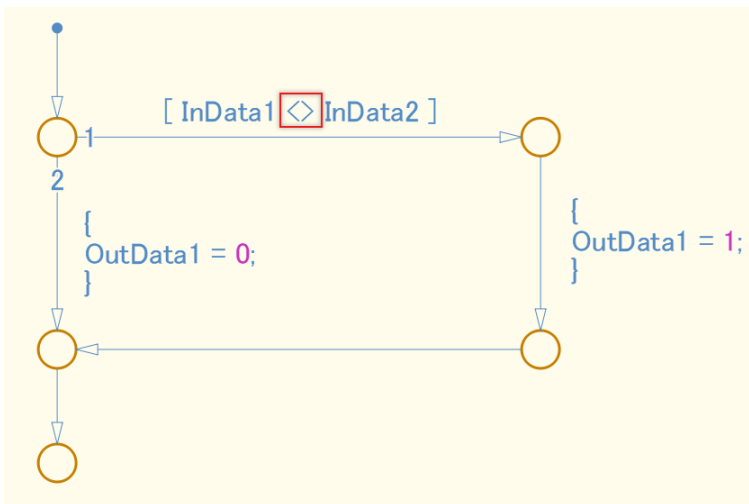 [ InData1 <> InData2 ]
1
2
{
OutData1 = 0;
}
{
OutData1 = 1;
}